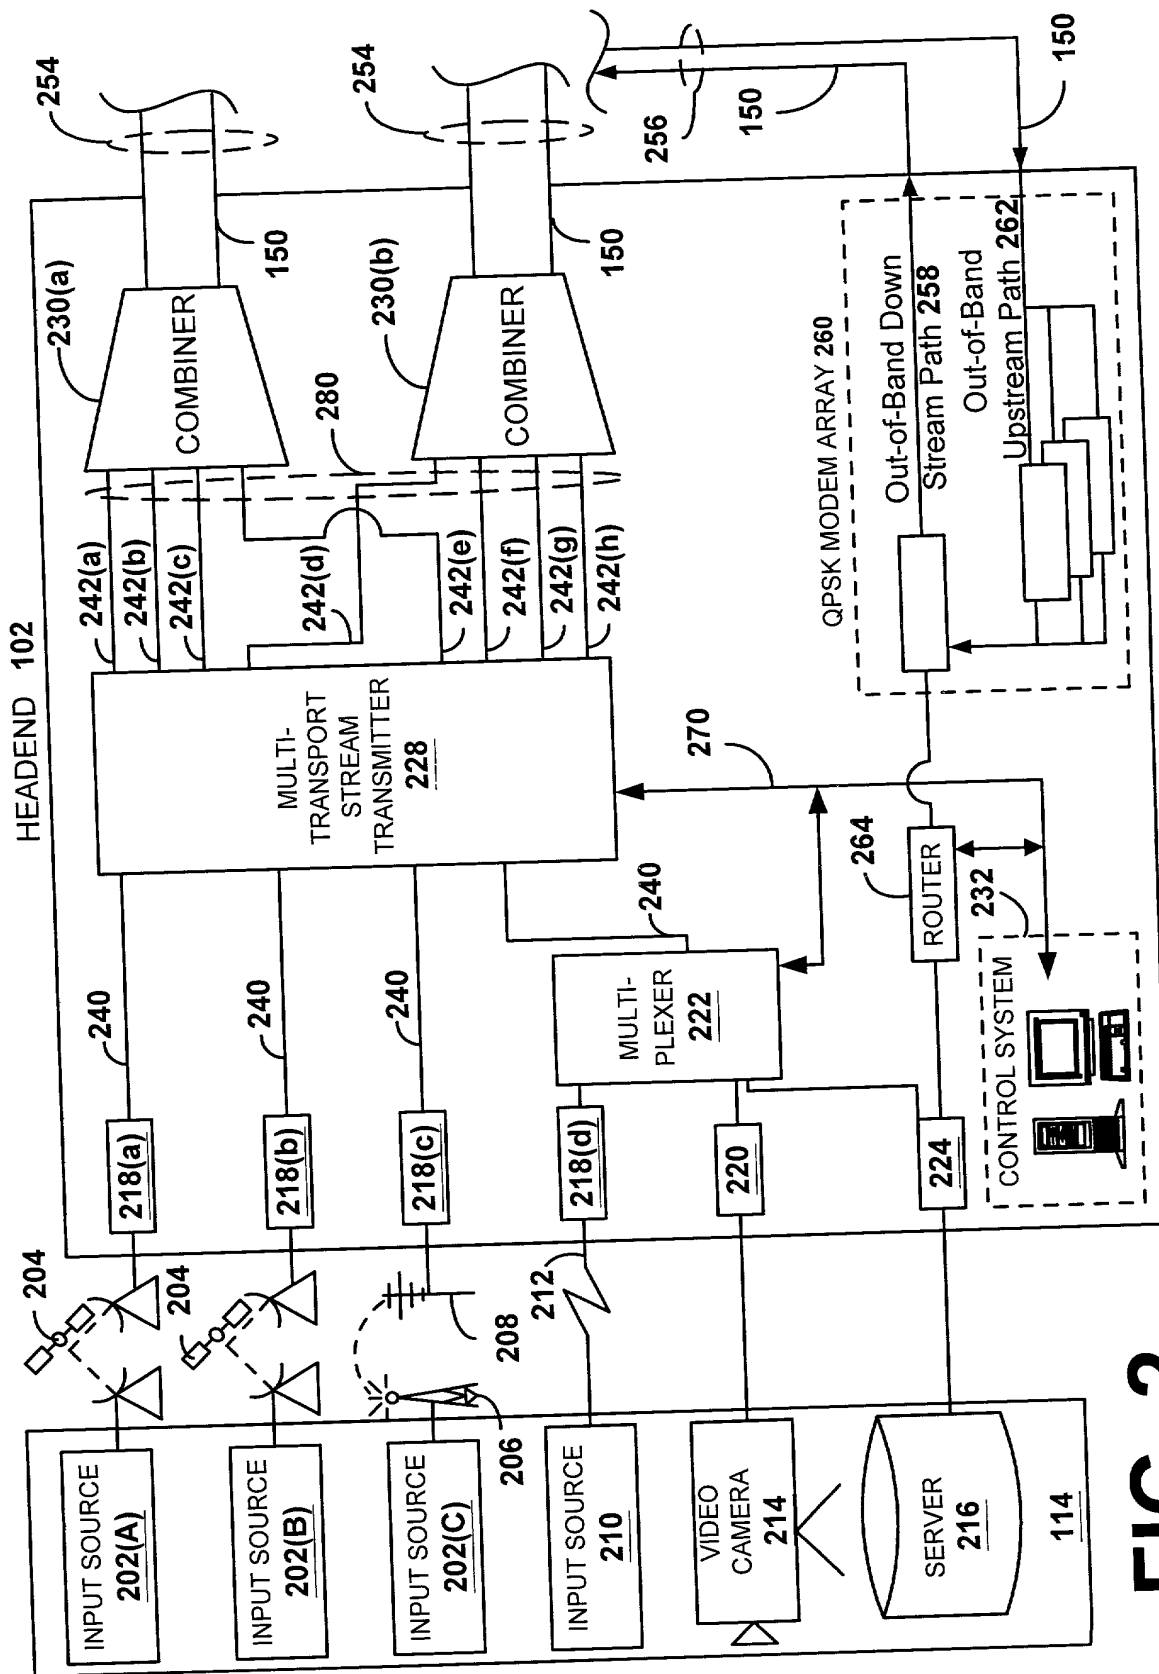 HEADEND 102
254
254
230(a)
COMBINER
150
280
230(b)
COMBINER
150
256
150
150
242(a)
242(b)
242(c)
242(d)
242(e)
242(f)
242(g)
242(h)
MULTI-
TRANSPORT
STREAM
TRANSMITTER
228
QPSK MODEM ARRAY 260
Out-of-Band Down
Stream Path 258
Out-of-Band
Upstream Path 262
270
240
240
240
240
MULTI-
PLEXER
222
264
ROUTER
232
CONTROL SYSTEM
218(a)
218(b)
218(c)
218(d)
220
224
204
204
208
206
212
INPUT SOURCE
202(A)
INPUT SOURCE
202(B)
INPUT SOURCE
202(C)
INPUT SOURCE
210
VIDEO
CAMERA
214
SERVER
216
114